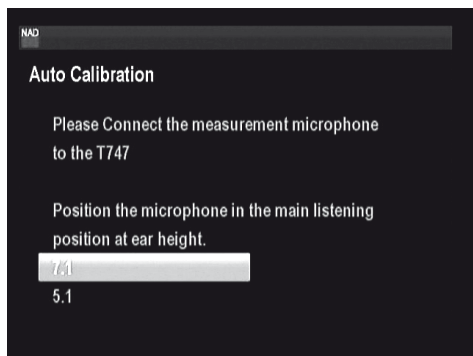 NAD
Auto Calibration
Please Connect the measurement microphone
to the T747
Position the microphone in the main listening
position at ear height.
7.1
5.1